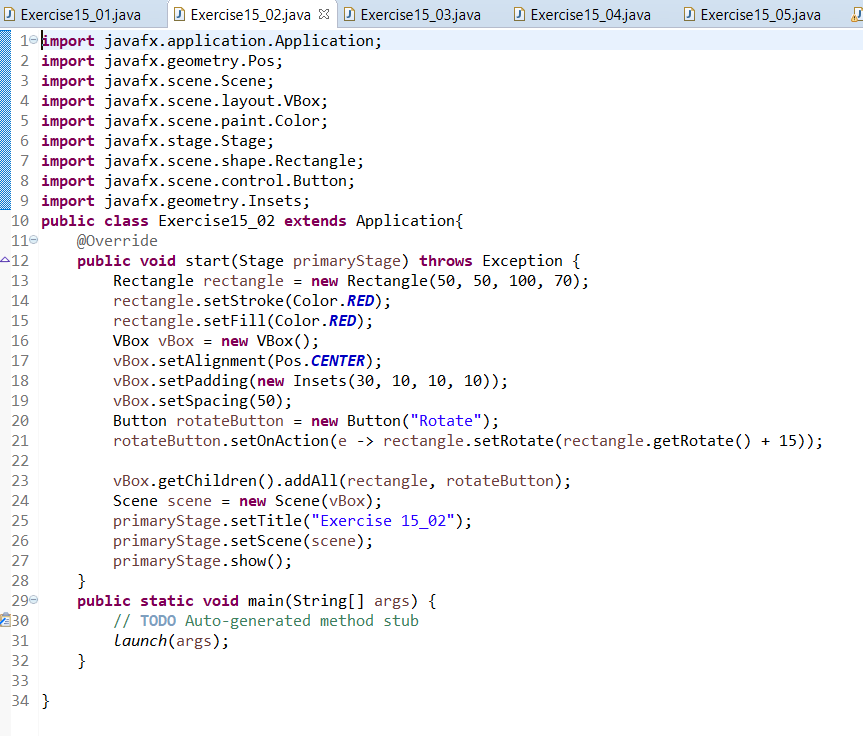 Exercise15_01.java Exercise15_02.java Exercise15_03.java Exercise15_04.java Exercise15_05.java
1 import javafx.application.Application;
2 import javafx.geometry.Pos;
3 import javafx.scene.Scene;
4 import javafx.scene.layout.VBox;
5 import javafx.scene.paint.Color;
6 import javafx.stage.Stage;
7 import javafx.scene.shape.Rectangle;
8 import javafx.scene.control.Button;
9 import javafx.geometry.Insets;
10 public class Exercise15_02 extends Application{
11     @Override
12     public void start(Stage primaryStage) throws Exception {
13         Rectangle rectangle = new Rectangle(50, 50, 100, 70);
14         rectangle.setStroke(Color.RED);
15         rectangle.setFill(Color.RED);
16         VBox vBox = new VBox();
17         vBox.setAlignment(Pos.CENTER);
18         vBox.setPadding(new Insets(30, 10, 10, 10));
19         vBox.setSpacing(50);
20         Button rotateButton = new Button("Rotate");
21         rotateButton.setOnAction(e -> rectangle.setRotate(rectangle.getRotate() + 15));
22
23         vBox.getChildren().addAll(rectangle, rotateButton);
24         Scene scene = new Scene(vBox);
25         primaryStage.setTitle("Exercise 15_02");
26         primaryStage.setScene(scene);
27         primaryStage.show();
28     }
29     public static void main(String[] args) {
30         // TODO Auto-generated method stub
31         launch(args);
32     }
33
34 }